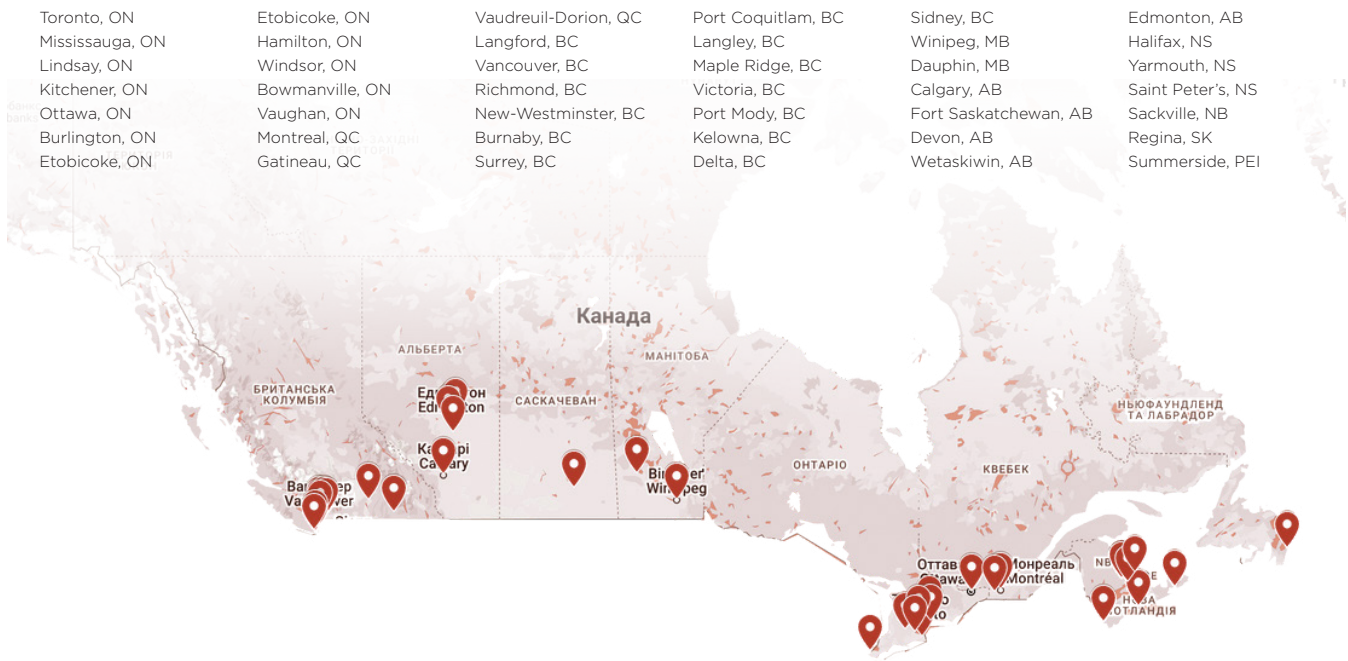 Toronto, ON
Mississauga, ON
Lindsay, ON
Kitchener, ON
Ottawa, ON
Burlington, ON
Etobicoke, ON
Etobicoke, ON
Hamilton, ON
Windsor, ON
Bowmanville, ON
Vaughan, ON
Montreal, QC
Gatineau, QC
Vaudreuil-Dorion, QC
Langford, BC
Vancouver, BC
Richmond, BC
New-Westminster, BC
Burnaby, BC
Surrey, BC
Port Coquitlam, BC
Langley, BC
Maple Ridge, BC
Victoria, BC
Port Mody, BC
Kelowna, BC
Delta, BC
Sidney, BC
Winipeg, MB
Dauphin, MB
Calgary, AB
Fort Saskatchewan, AB
Devon, AB
Wetaskiwin, AB
Edmonton, AB
Halifax, NS
Yarmouth, NS
Saint Peter’s, NS
Sackville, NB
Regina, SK
Summerside, PEI
ТЕРИТОРІЯ
Канада
АЛЬБЕРТА
МАНІТОБА
БРИТАНСЬКА
КОЛУМБІЯ
САСКАЧЕВАН
НЬЮФАУНДЛЕНД
ТА ЛАБРАДОР
ОНТАРІО
КВЕБЕК
Монреаль
Montréal
NB